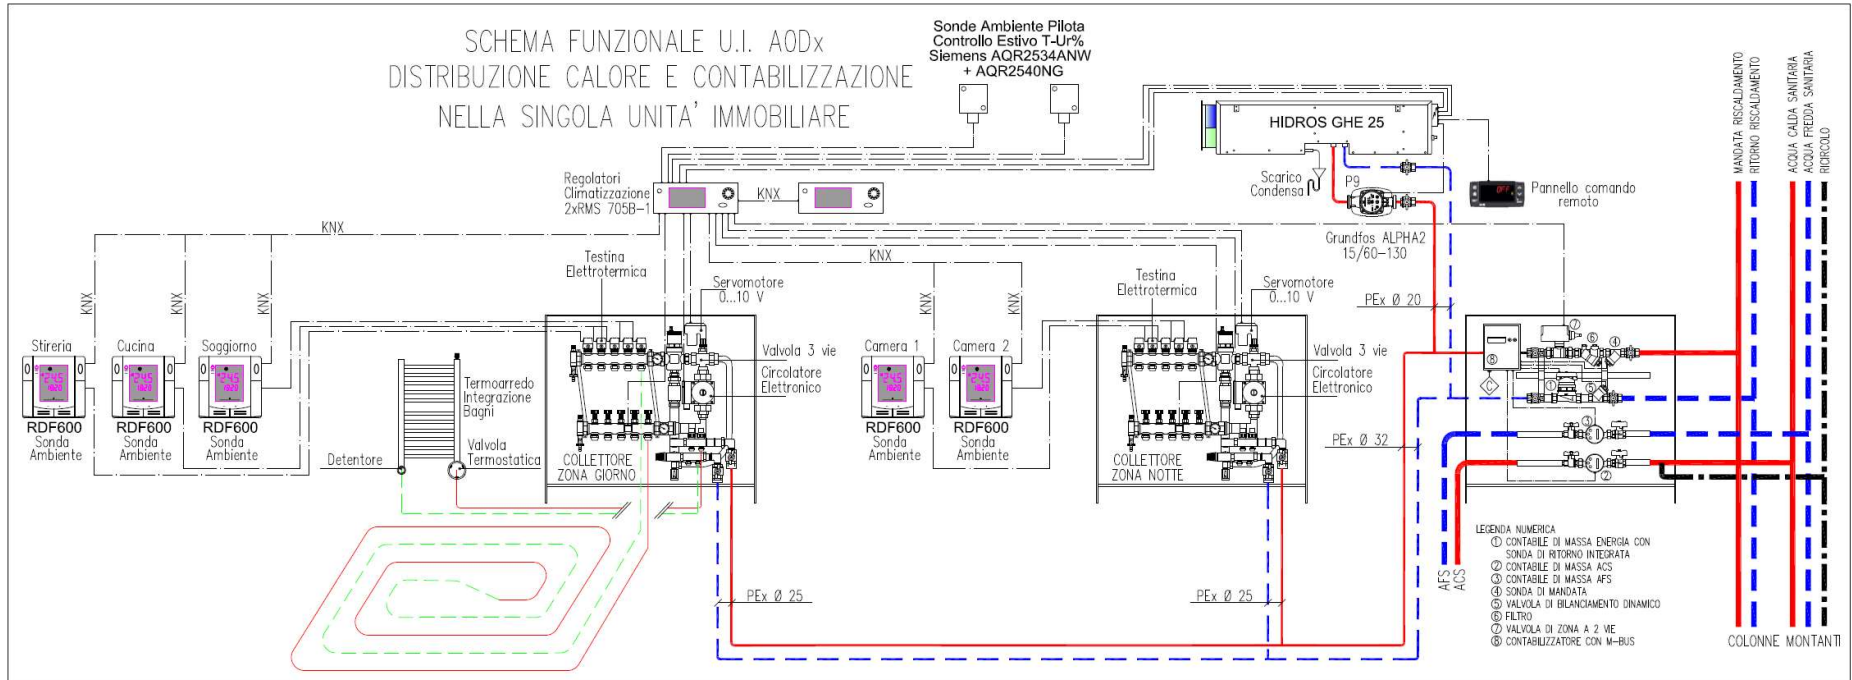 SCHEMA FUNZIONALE U.I. A0Dx
DISTRIBUZIONE CALORE E CONTABILIZZAZIONE
NELLA SINGOLA UNITA' IMMOBILIARE
Sonde Ambiente Pilota
Controllo Estivo T-Ur%
Siemens AQR2534ANW
+ AQR2540NG
HIDROS GHE 25
Scarico
Condensa
P9
Grundfos ALPHA2
15/60-130
OFF
Pannello comando
remoto
MANDATA RISCALDAMENTO
RITORNO RISCALDAMENTO
ACQUA CALDA SANITARIA
ACQUA FREDDA SANITARIA
RICIRCOLO
Regolatori
Climatizzazione
2xRMS 705B-1
KNX
KNX
KNX
KNX
KNX
KNX
KNX
KNX
Stireria
Cucina
Soggiorno
RDF600
Sonda
Ambiente
RDF600
Sonda
Ambiente
RDF600
Sonda
Ambiente
Termoarredo
Integrazione
Bagni
Detentore
Valvola
Termostatica
Testina
Elettrotermica
Servomotore
0...10 V
Valvola 3 vie
Circolatore
Elettronico
COLLETTORE
ZONA GIORNO
Camera 1
Camera 2
RDF600
Sonda
Ambiente
RDF600
Sonda
Ambiente
Testina
Elettrotermica
Servomotore
0...10 V
Valvola 3 vie
Circolatore
Elettronico
COLLETTORE
ZONA NOTTE
PEx Ø 20
PEx Ø 32
PEx Ø 25
PEx Ø 25
C
AFS
ACS
LEGENDA NUMERICA
① CONTABILE DI MASSA ENERGIA CON
SONDA DI RITORNO INTEGRATA
② CONTABILE DI MASSA ACS
③ CONTABILE DI MASSA AFS
④ SONDA DI MANDATA
⑤ VALVOLA DI BILANCIAMENTO DINAMICO
⑥ FILTRO
⑦ VALVOLA DI ZONA A 2 VIE
⑧ CONTABILIZZATORE CON M-BUS
COLONNE MONTANTI